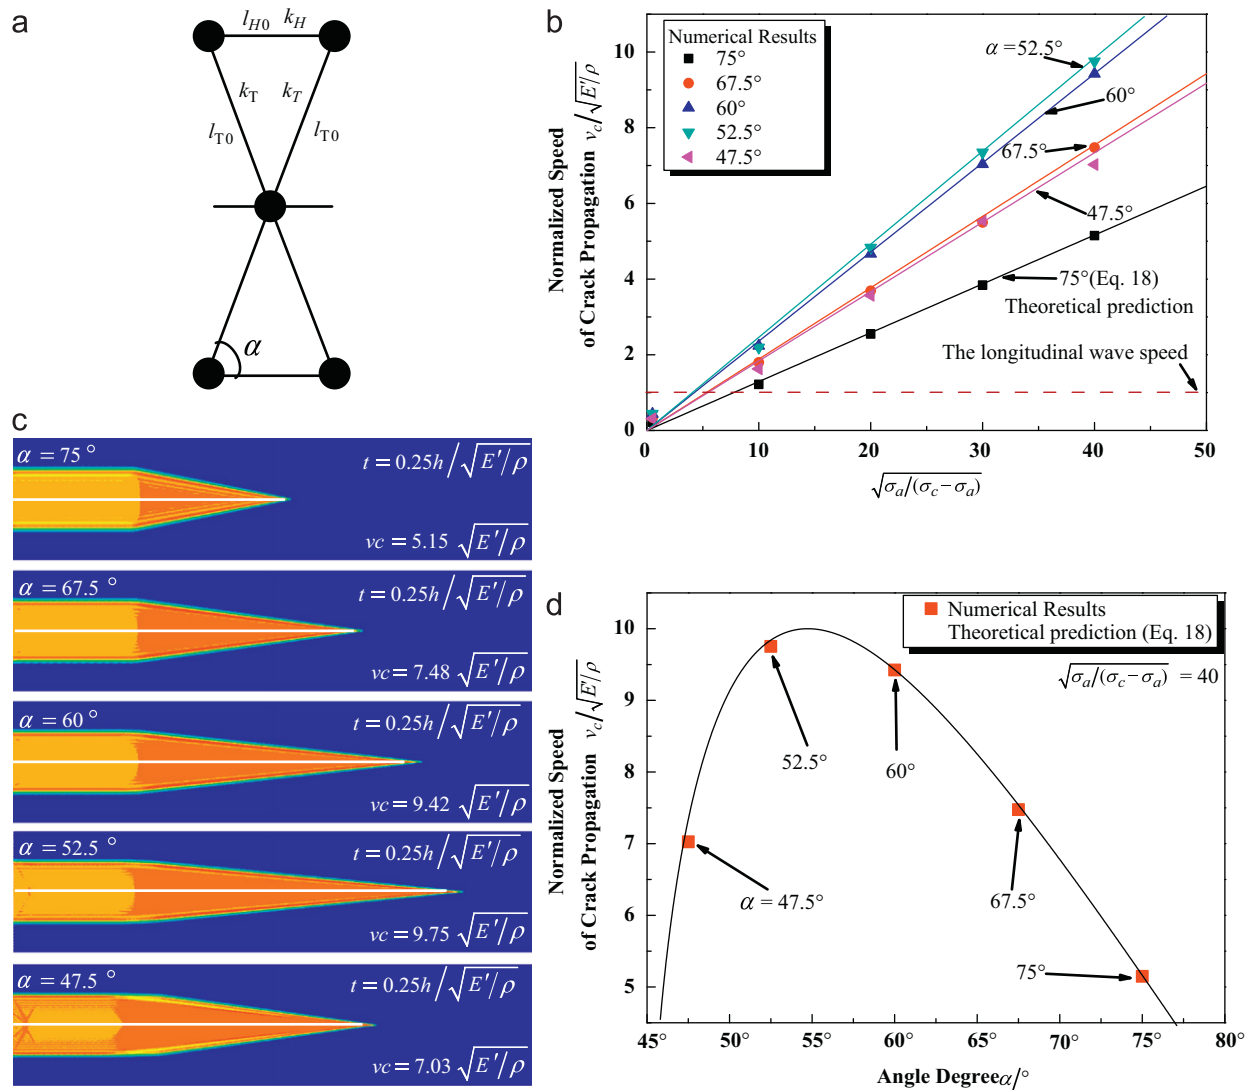 a
l_{H0} k_H
k_T k_T
l_{T0} l_{T0}
α
b
Normalized Speed
of Crack Propagation v_c/√E'/ρ
10
8
6
4
2
0
0 10 20 30 40 50
√σ_a/(σ_c−σ_a)
Numerical Results
75°
67.5°
60°
52.5°
47.5°
α = 52.5°
60°
67.5°
47.5°
75°(Eq. 18)
Theoretical prediction
The longitudinal wave speed
c
α = 75 °
t = 0.25h/√E'/ρ
vc = 5.15 √E'/ρ
α = 67.5 °
t = 0.25h/√E'/ρ
vc = 7.48 √E'/ρ
α = 60 °
t = 0.25h/√E'/ρ
vc = 9.42 √E'/ρ
α = 52.5 °
t = 0.25h/√E'/ρ
vc = 9.75 √E'/ρ
α = 47.5 °
t = 0.25h/√E'/ρ
vc = 7.03 √E'/ρ
d
Normalized Speed
of Crack Propagation v_c/√E'/ρ
10
9
8
7
6
5
45° 50° 55° 60° 65° 70° 75° 80°
Angle Degreeα/°
Numerical Results
Theoretical prediction (Eq. 18)
√σ_a/(σ_c−σ_a) = 40
52.5°
60°
α = 47.5°
67.5°
75°